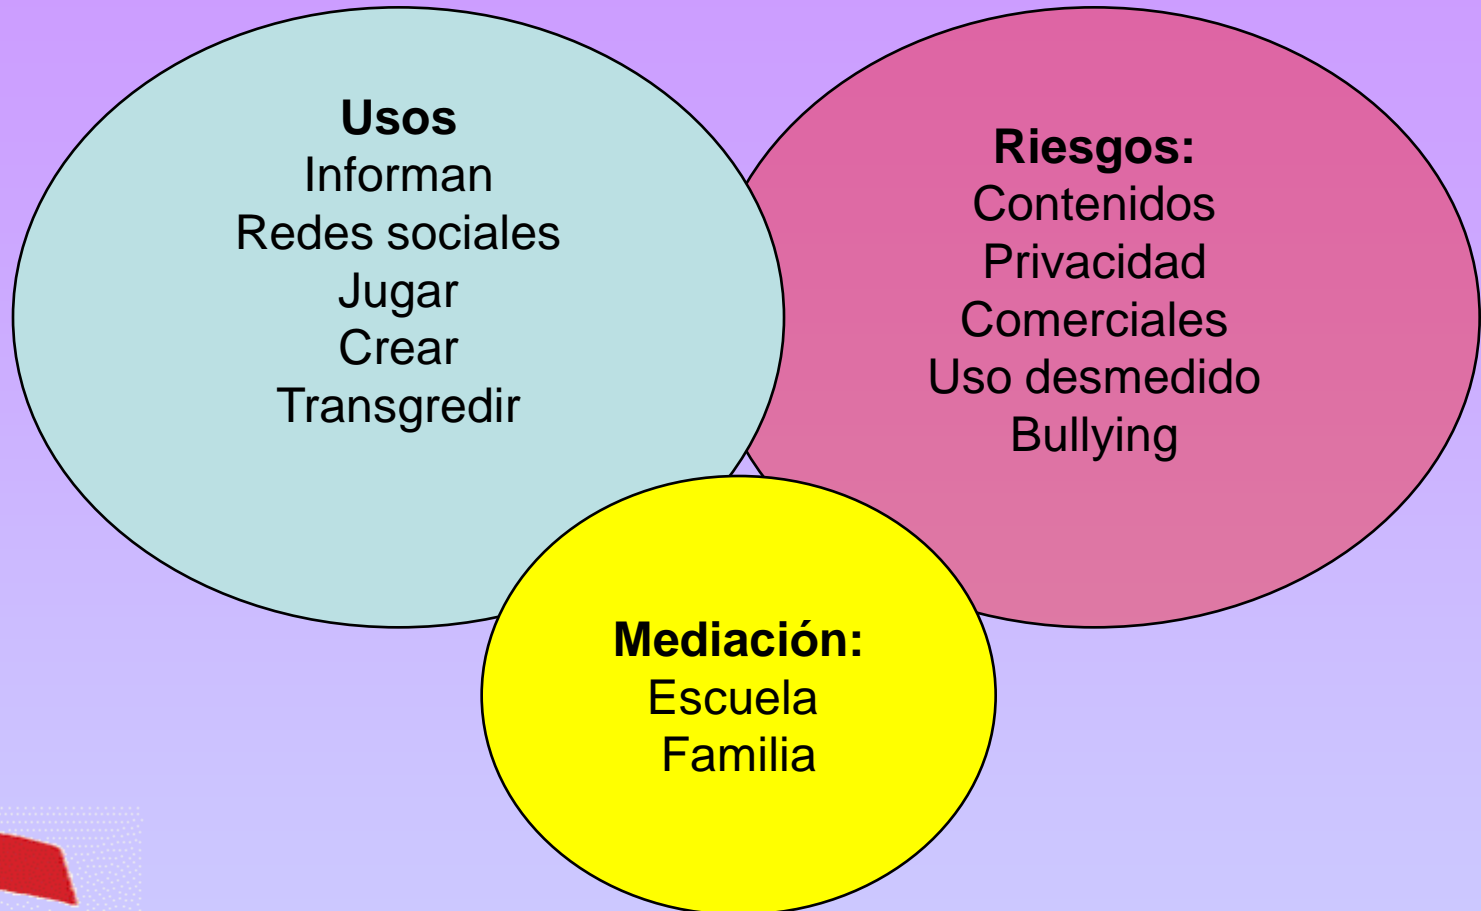 Usos
Informan
Redes sociales
Jugar
Crear
Transgredir
Riesgos:
Contenidos
Privacidad
Comerciales
Uso desmedido
Bullying
Mediación:
Escuela
Familia